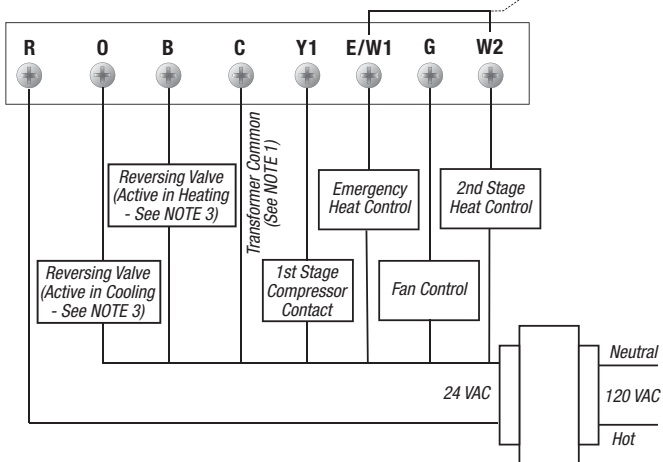 R O B C Y1 E/W1 G W2
Transformer Common
(See NOTE 1)
Reversing Valve
(Active in Heating
- See NOTE 3)
Emergency
Heat Control
2nd Stage
Heat Control
Reversing Valve
(Active in Cooling
- See NOTE 3)
1st Stage
Compressor
Contact
Fan Control
24 VAC
Neutral
120 VAC
Hot